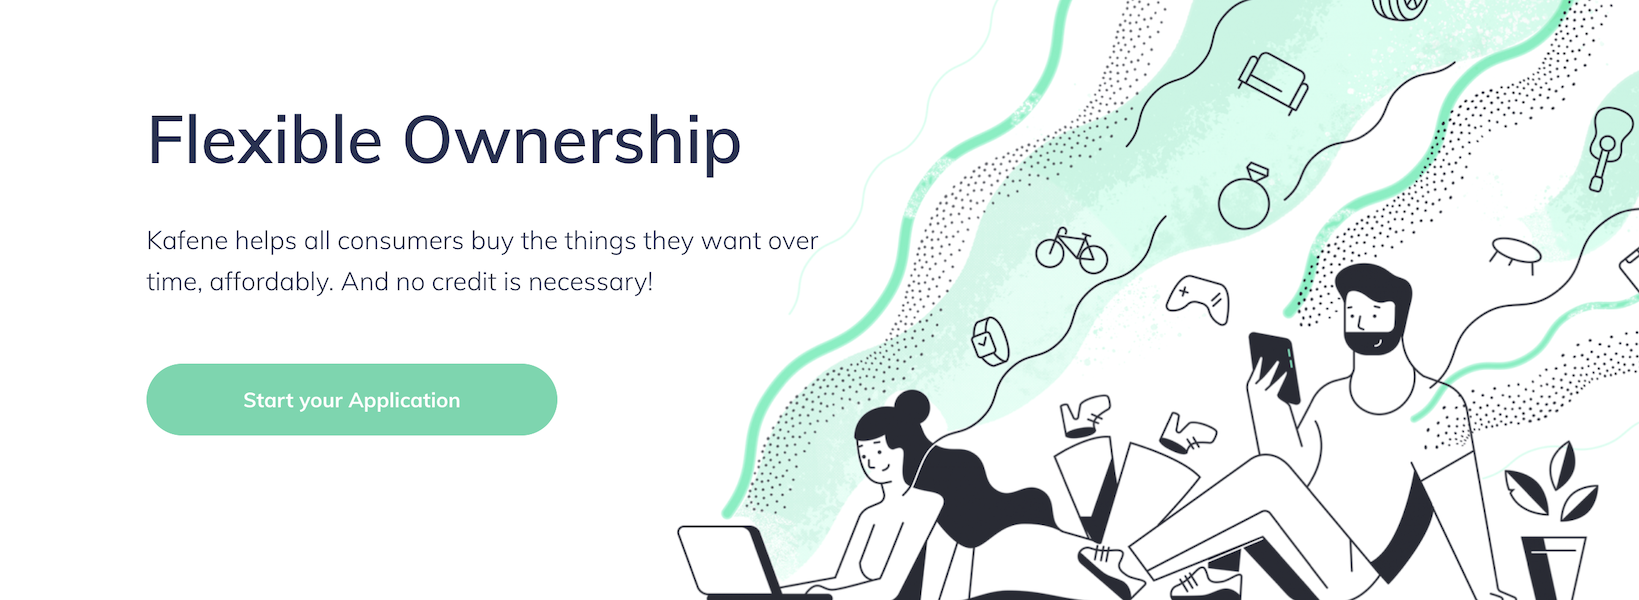 Flexible Ownership
Kafene helps all consumers buy the things they want over
time, affordably. And no credit is necessary!
Start your Application